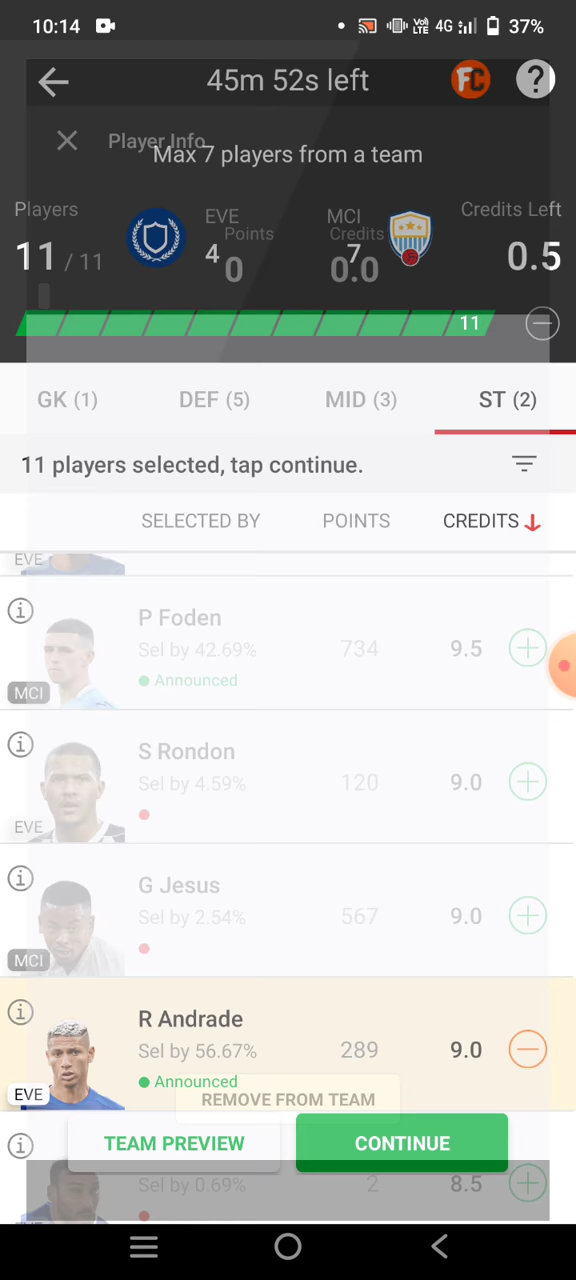 10:14 Vo) LTE 4G 37%
45m 52s left FC ?
Player Info
Max 7 players from a team
Players EVE MCI Credits Left
Points Credits
11 / 11 4 7 0.5
0 0.0
11
GK (1) DEF (5) MID (3) ST (2)
11 players selected, tap continue.
SELECTED BY POINTS CREDITS
EVE
P Foden
Sel by 42.69% 734 9.5
Announced
MCI
S Rondon
Sel by 4.59% 120 9.0
EVE
G Jesus
Sel by 2.54% 567 9.0
MCI
R Andrade
Sel by 56.67% 289 9.0
Announced
EVE
REMOVE FROM TEAM
TEAM PREVIEW CONTINUE
Sel by 0.69% 2 8.5